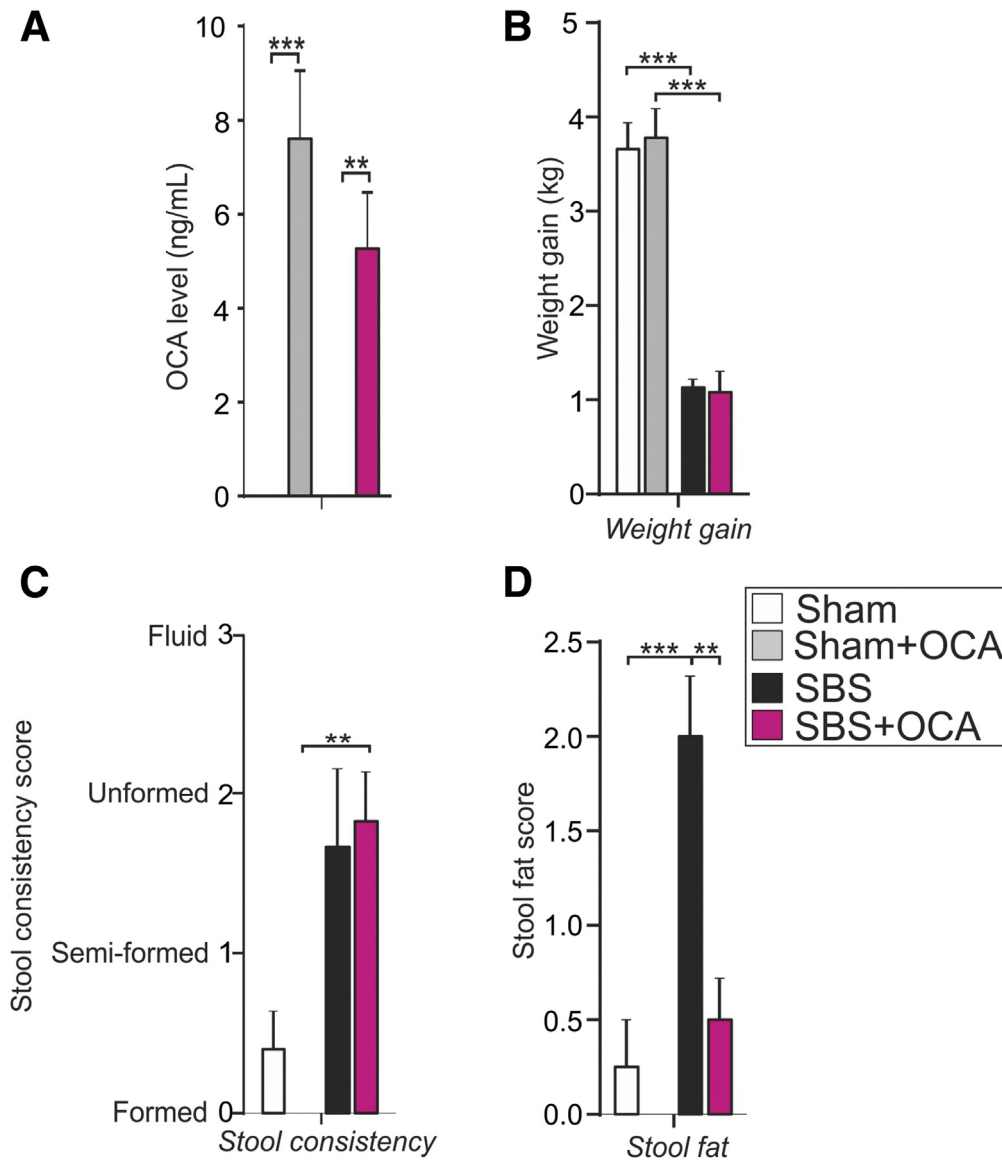 A
10
8
6
4
2
0
OCA level (ng/mL)
***
**
B
5
4
3
2
1
0
Weight gain (kg)
***
***
Weight gain
C
Fluid 3
Unformed 2
Semi-formed 1
Formed 0
Stool consistency score
**
Stool consistency
D
2.5
2.0
1.5
1.0
0.5
0.0
Stool fat score
*** **
Stool fat
Sham
Sham+OCA
SBS
SBS+OCA